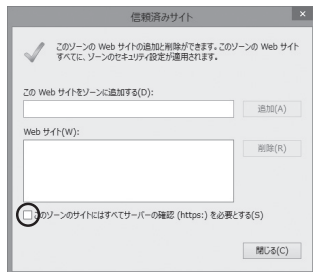 信頼済みサイト
×
このゾーンの Web サイトの追加と削除ができます。このゾーンの Web サイト
すべてに、ゾーンのセキュリティ設定が適用されます。
この Web サイトをゾーンに追加する(D):
追加(A)
Web サイト(W):
削除(R)
このゾーンのサイトにはすべてサーバーの確認 (https:) を必要とする(S)
閉じる(C)